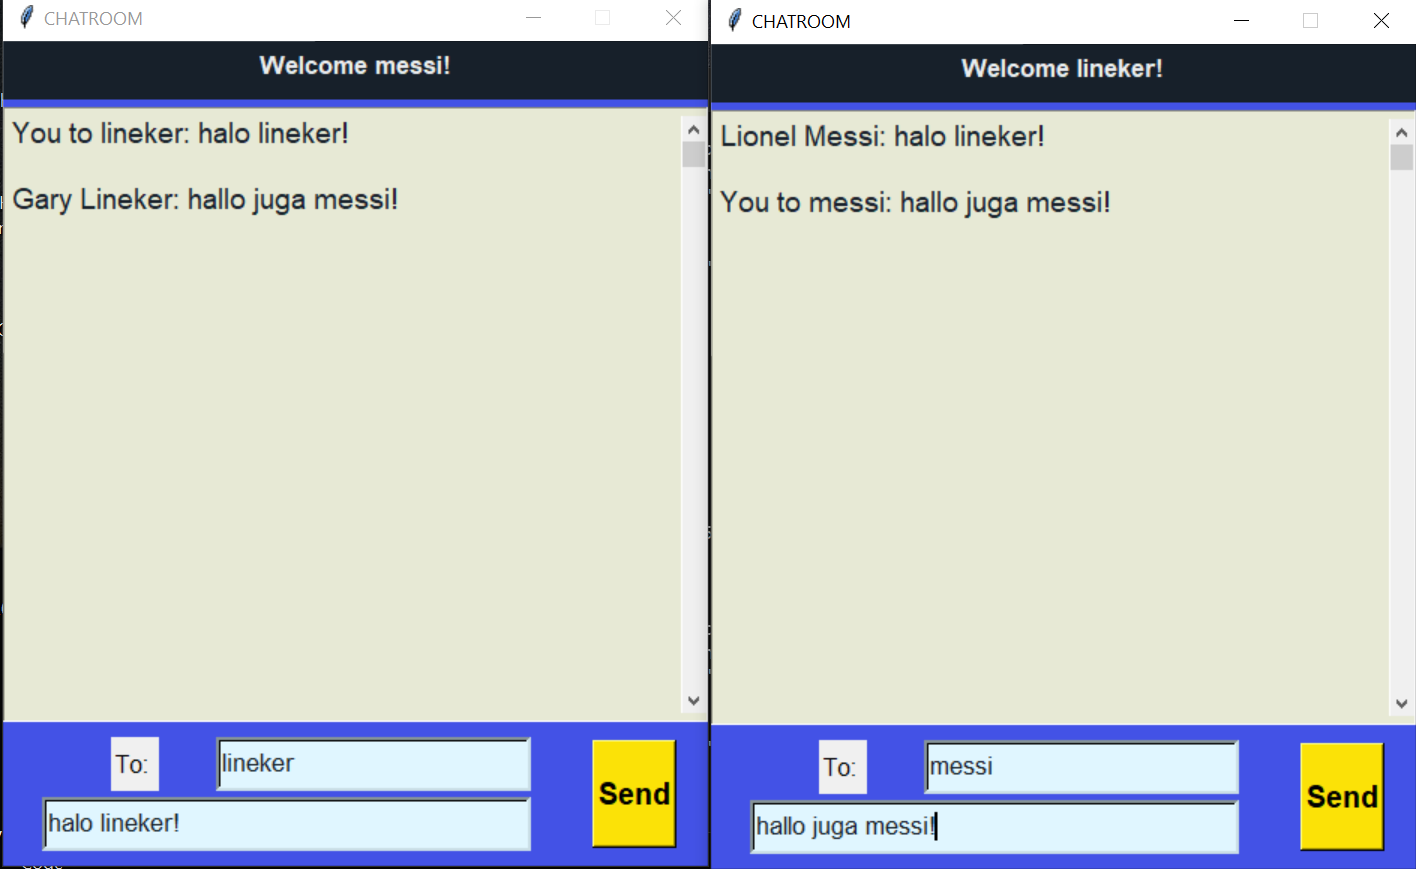 CHATROOM
Welcome messi!
You to lineker: halo lineker!
Gary Lineker: hallo juga messi!
To:
lineker
halo lineker!
Send
CHATROOM
Welcome lineker!
Lionel Messi: halo lineker!
You to messi: hallo juga messi!
To:
messi
hallo juga messi!
Send